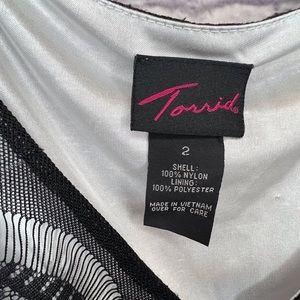 Torrid
2
SHELL:
100% NYLON
LINING:
100% POLYESTER
MADE IN VIETNAM
OVER FOR CARE